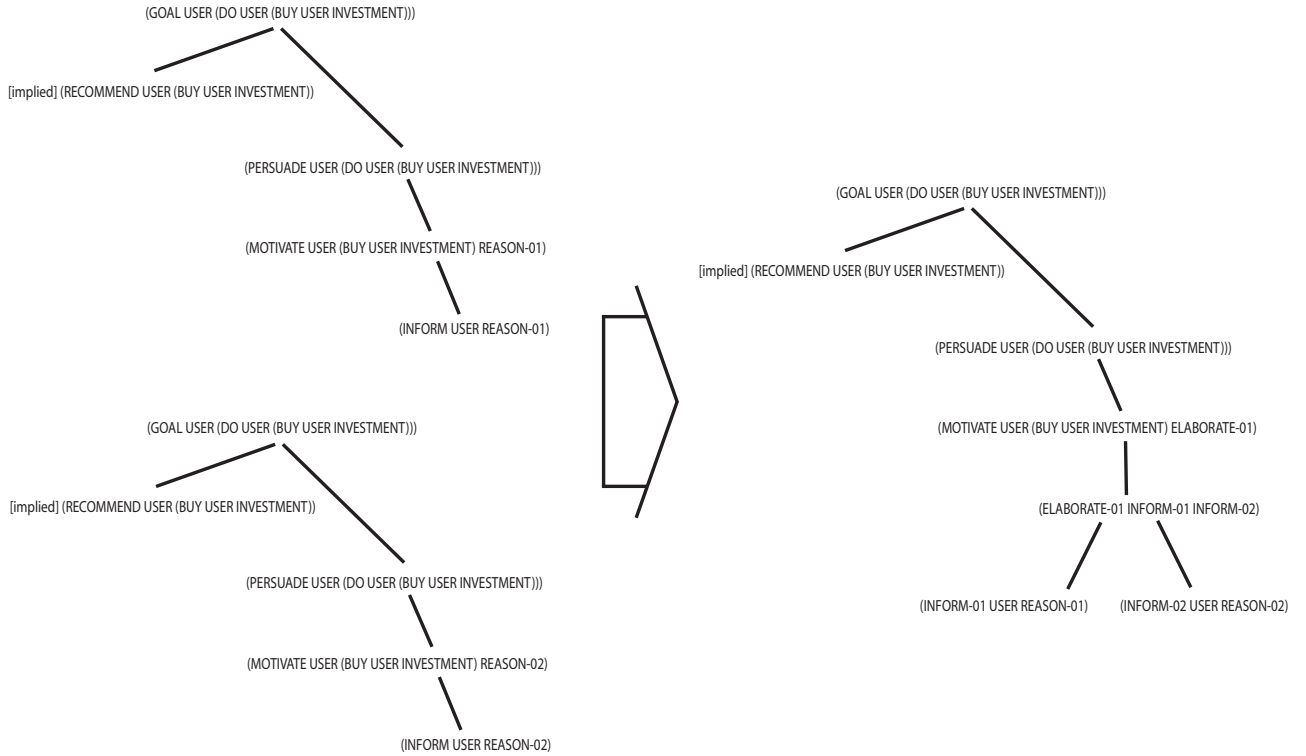 (GOAL USER (DO USER (BUY USER INVESTMENT)))
[implied] (RECOMMEND USER (BUY USER INVESTMENT))
(PERSUADE USER (DO USER (BUY USER INVESTMENT)))
(MOTIVATE USER (BUY USER INVESTMENT) REASON-01)
(INFORM USER REASON-01)
(GOAL USER (DO USER (BUY USER INVESTMENT)))
[implied] (RECOMMEND USER (BUY USER INVESTMENT))
(PERSUADE USER (DO USER (BUY USER INVESTMENT)))
(MOTIVATE USER (BUY USER INVESTMENT) REASON-02)
(INFORM USER REASON-02)
(GOAL USER (DO USER (BUY USER INVESTMENT)))
[implied] (RECOMMEND USER (BUY USER INVESTMENT))
(PERSUADE USER (DO USER (BUY USER INVESTMENT)))
(MOTIVATE USER (BUY USER INVESTMENT) ELABORATE-01)
(ELABORATE-01 INFORM-01 INFORM-02)
(INFORM-01 USER REASON-01)
(INFORM-02 USER REASON-02)